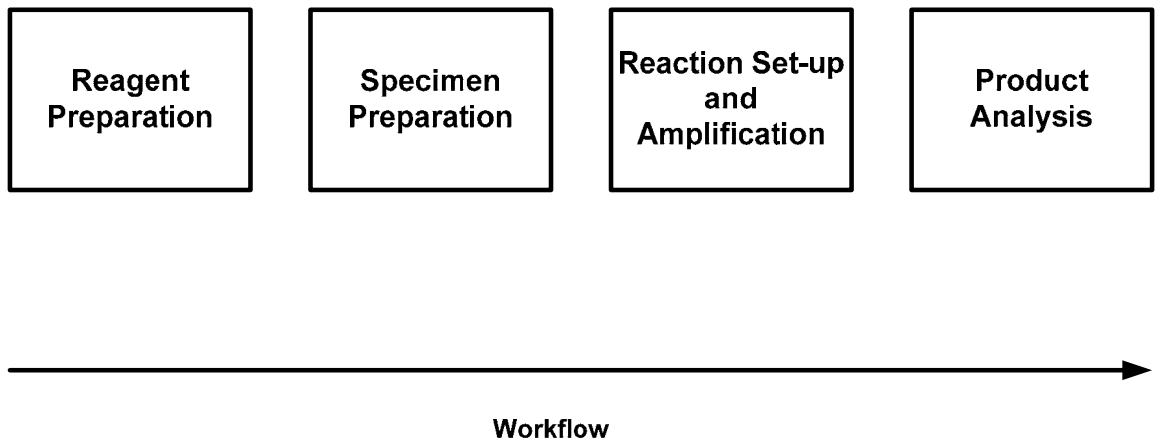 Reagent
Preparation
Specimen
Preparation
Reaction Set-up
and
Amplification
Product
Analysis
Workflow